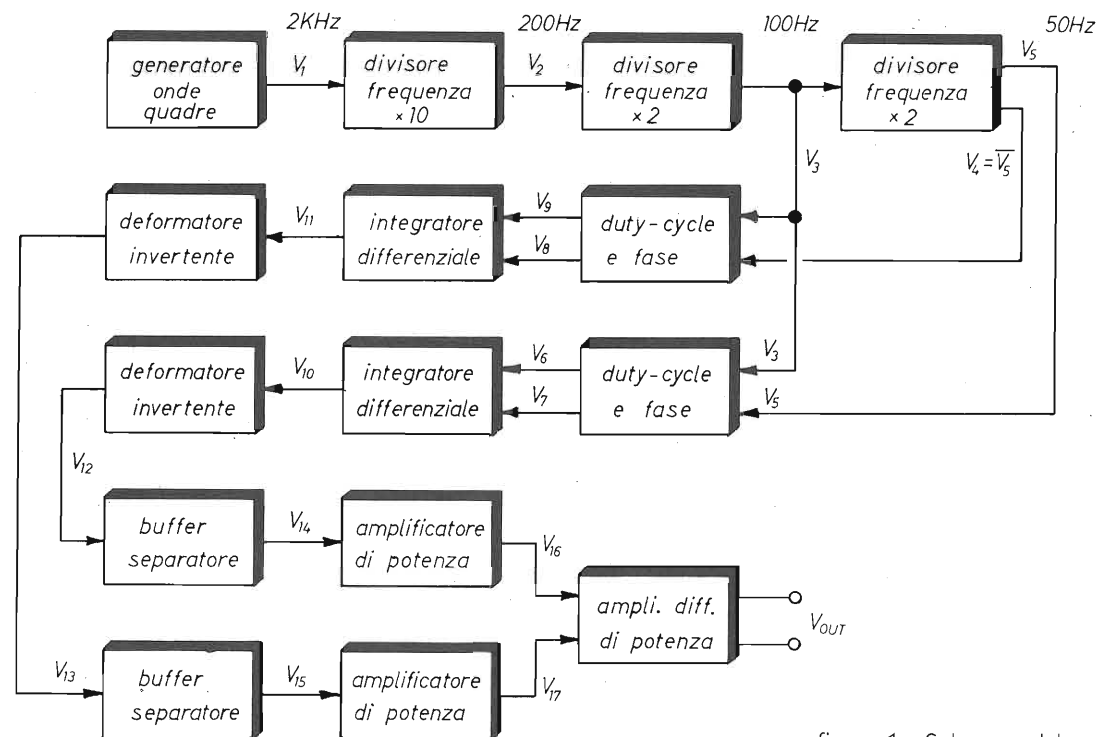 2KHz
200Hz
100Hz
50Hz
generatore
onde
quadre
V1
divisore
frequenza
×10
V2
divisore
frequenza
×2
divisore
frequenza
×2
V5
V3
V4 = V̅5̅
deformatore
invertente
V11
integratore
differenziale
V9
V8
duty-cycle
e fase
deformatore
invertente
V10
integratore
differenziale
V6
V7
duty-cycle
e fase
V3
V5
V12
buffer
separatore
V14
amplificatore
di potenza
V16
ampli. diff.
di potenza
VOUT
V13
buffer
separatore
V15
amplificatore
di potenza
V17